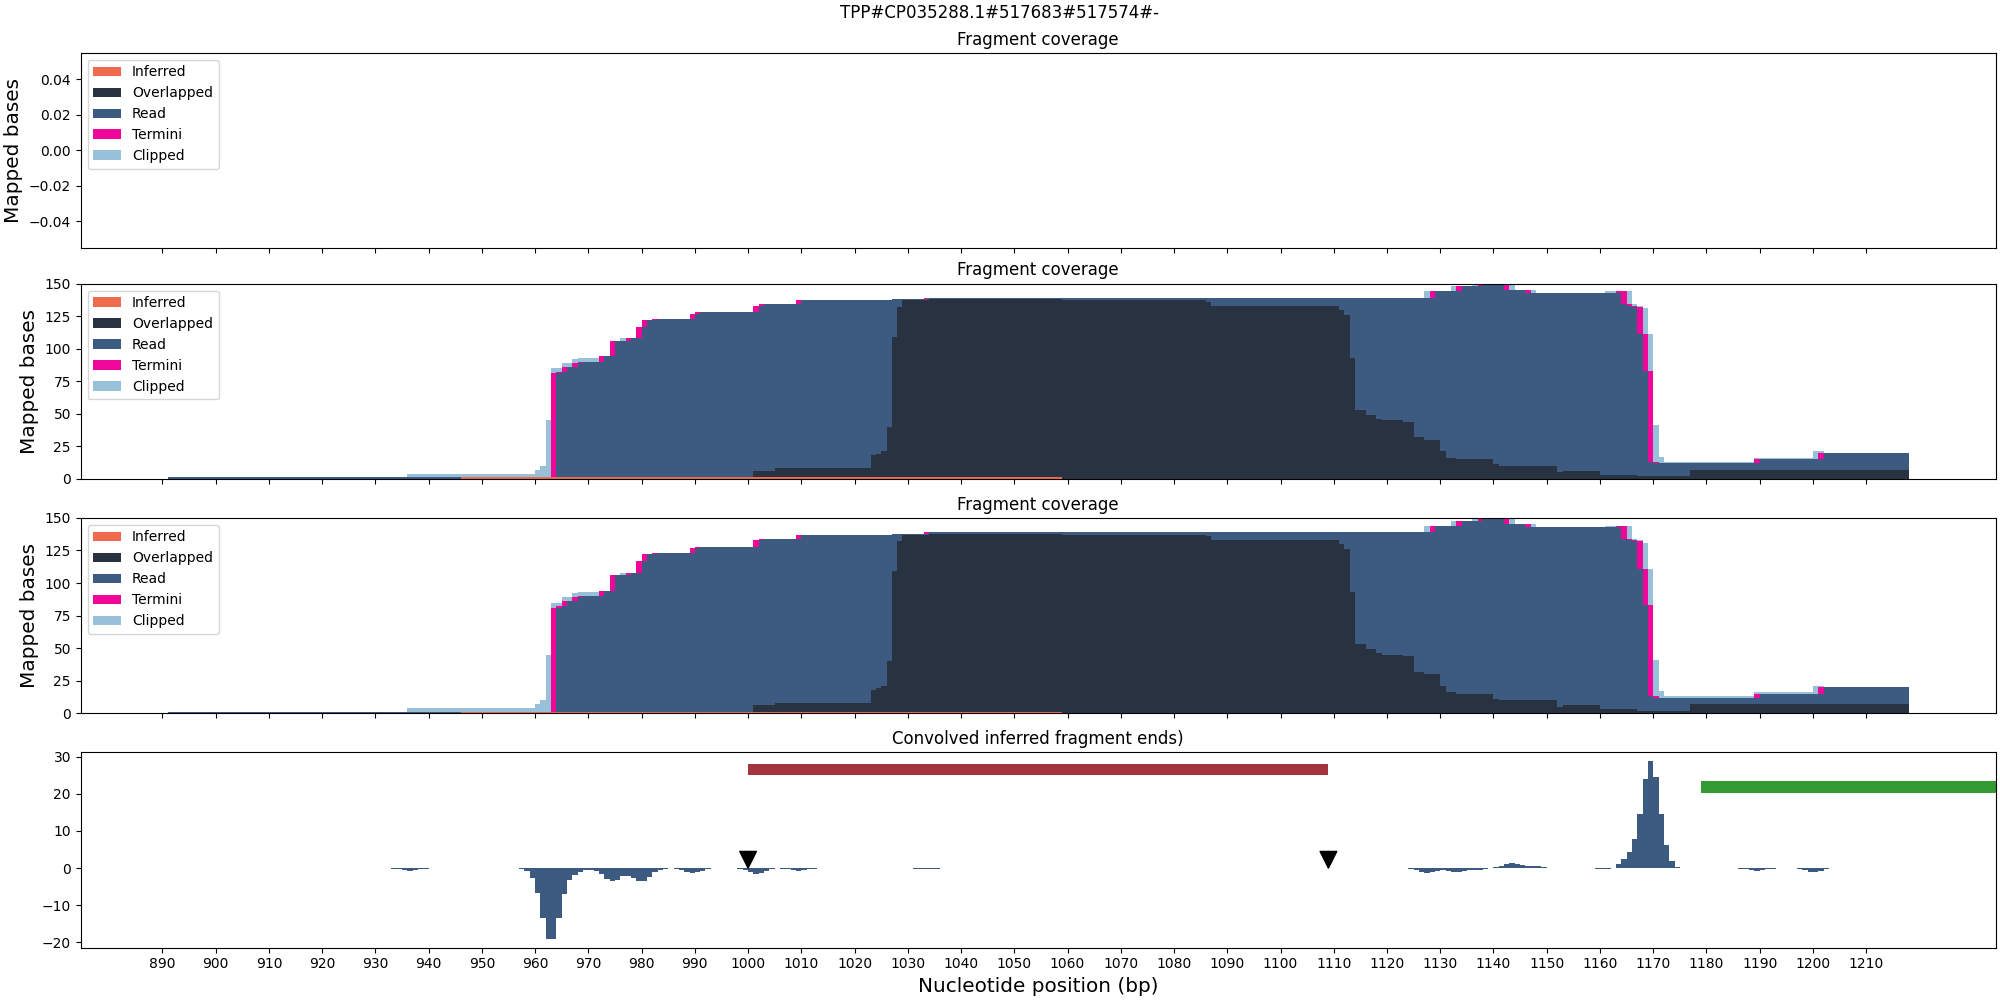 TPP#CP035288.1#517683#517574#-
Fragment coverage
Mapped bases
0.04
0.02
0.00
−0.02
−0.04
Inferred
Overlapped
Read
Termini
Clipped
Fragment coverage
Mapped bases
150
125
100
75
50
25
0
Inferred
Overlapped
Read
Termini
Clipped
Fragment coverage
Mapped bases
150
125
100
75
50
25
0
Inferred
Overlapped
Read
Termini
Clipped
Convolved inferred fragment ends)
30
20
10
0
−10
−20
890 900 910 920 930 940 950 960 970 980 990 1000 1010 1020 1030 1040 1050 1060 1070 1080 1090 1100 1110 1120 1130 1140 1150 1160 1170 1180 1190 1200 1210
Nucleotide position (bp)